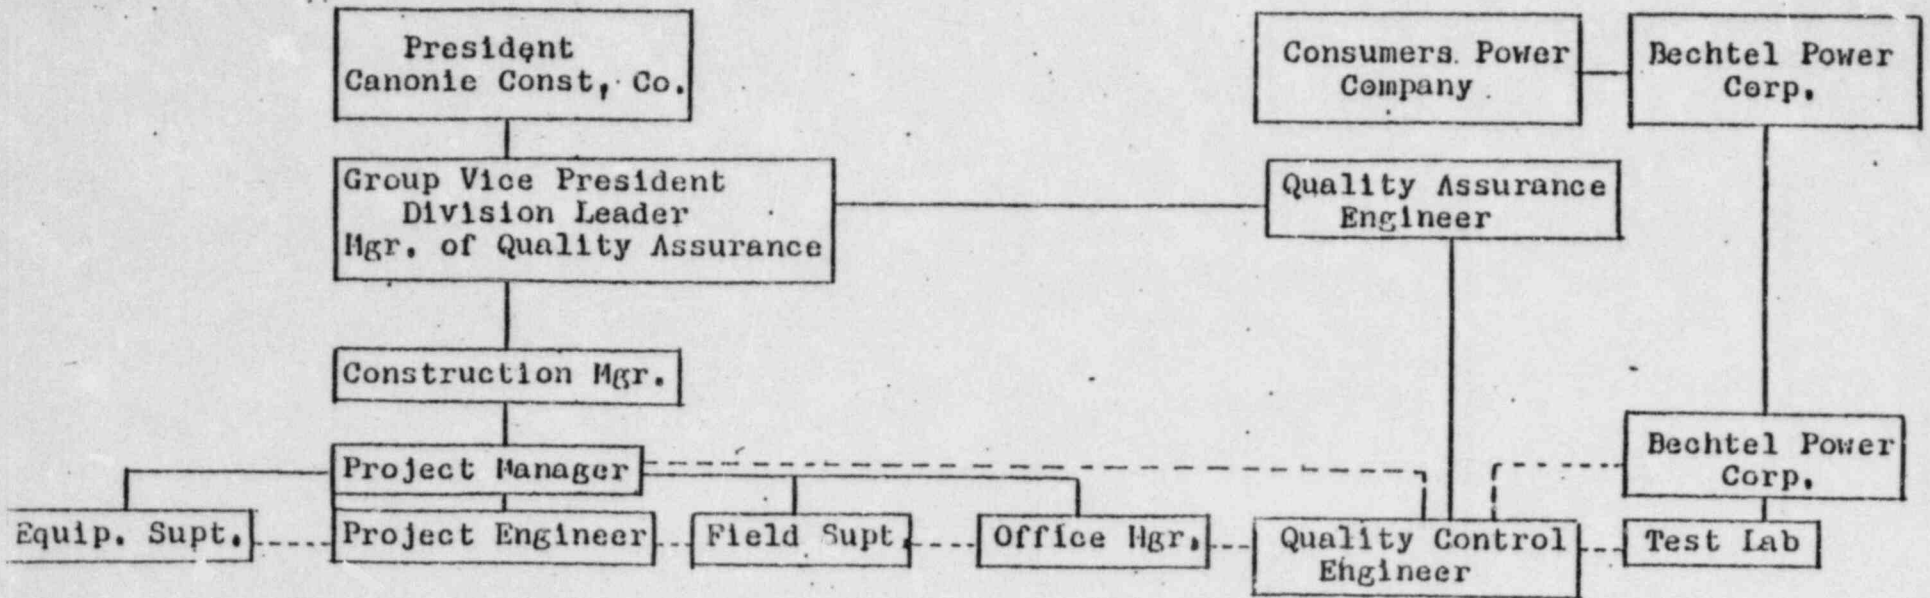 President
Canonie Const, Co.
Consumers Power
Company
Bechtel Power
Corp.
Group Vice President
Division Leader
Mgr. of Quality Assurance
Quality Assurance
Engineer
Construction Mgr.
Project Manager
Bechtel Power
Corp.
Equip. Supt.
Project Engineer
Field Supt.
Office Mgr.
Quality Control
Engineer
Test Lab